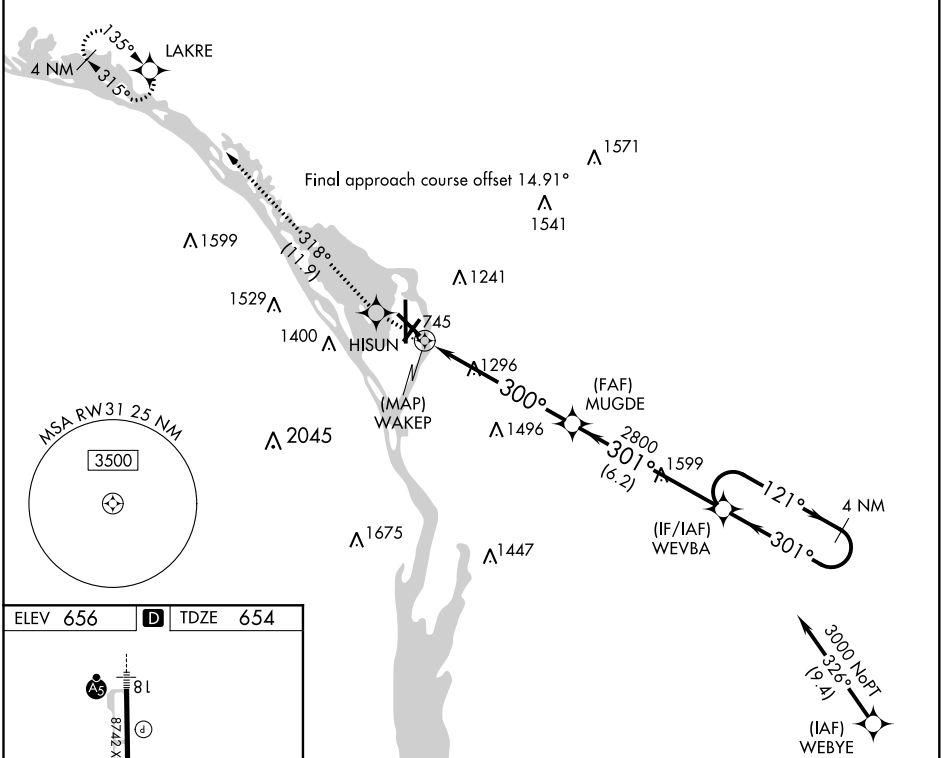 135°
LAKRE
4 NM
315°
1571
Final approach course offset 14.91°
1541
318°
(11.9)
1599
1241
1529
745
1400
HISUN
1296
300°
(FAF)
MUGDE
(MAP)
WAKEP
MSA RW31 25 NM
3500
2045
1496
2800
301°
(6.2)
1599
121°
4 NM
(IF/IAF)
WEVBA
301°
1675
1447
ELEV 656
D
TDZE 654
3000 NoPT
326°
(9.4)
(IAF)
WEBYE
A5
18
P
8742 X